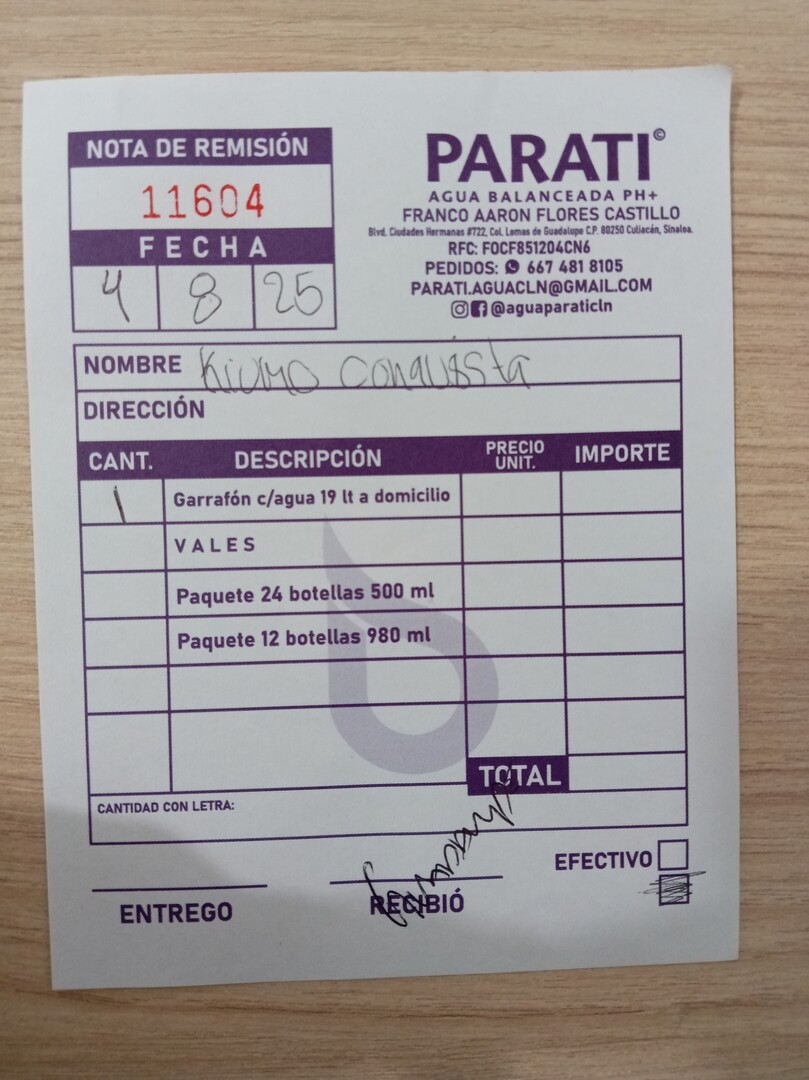 NOTA DE REMISIÓN
11604
FECHA
4 8 25
PARATI©
AGUA BALANCEADA PH+
FRANCO AARON FLORES CASTILLO
Blvd. Ciudades Hermanas #722, Col. Lomas de Guadalupe C.P. 80250 Culiacán, Sinaloa.
RFC: FOCF851204CN6
PEDIDOS: 667 481 8105
PARATI.AGUACLN@GMAIL.COM
@aguaparaticln
NOMBRE Conquista
DIRECCIÓN
CANT. DESCRIPCIÓN PRECIO UNIT. IMPORTE
1 Garrafón c/agua 19 lt a domicilio
VALES
Paquete 24 botellas 500 ml
Paquete 12 botellas 980 ml
TOTAL
CANTIDAD CON LETRA:
ENTREGO
RECIBIÓ
EFECTIVO